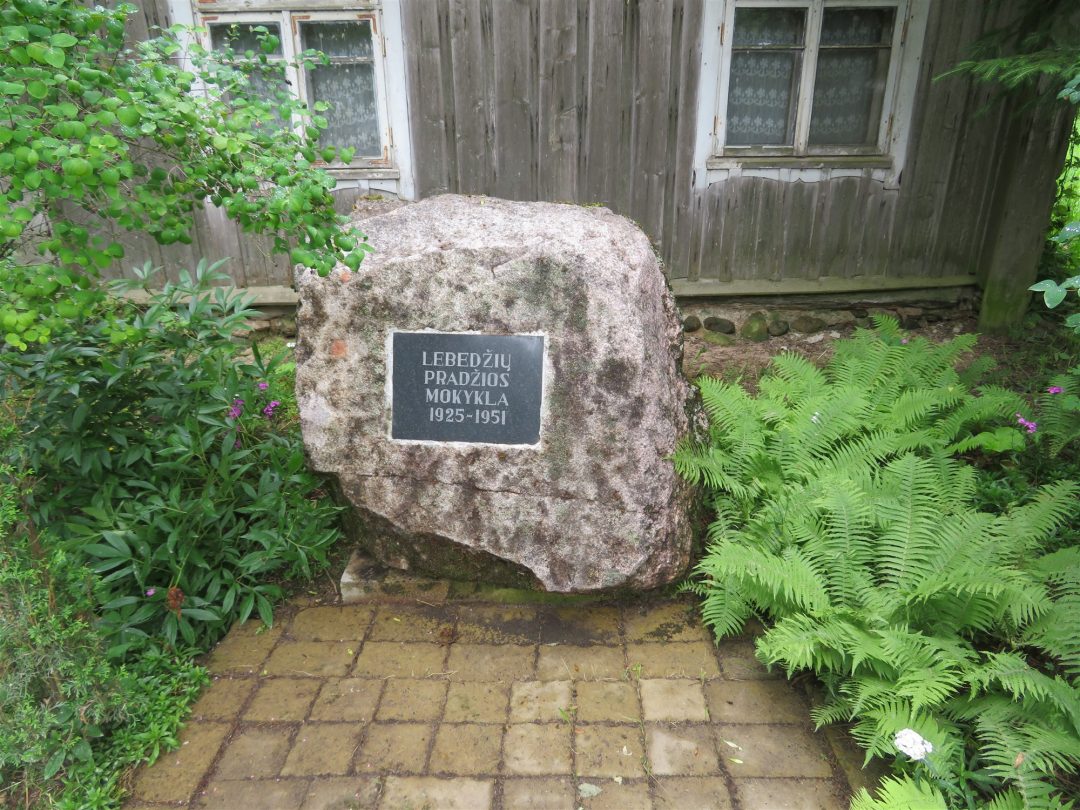 LEBEDŽIŲ
PRADŽIOS
MOKYKLA
1925-1951